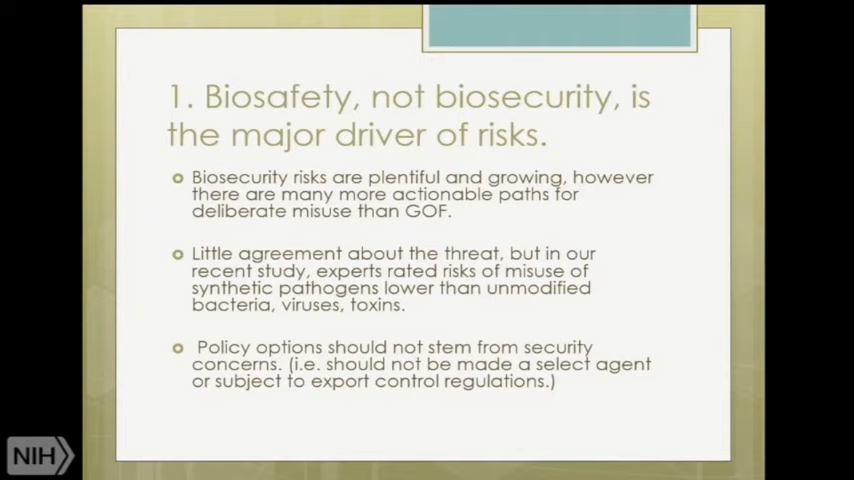 1. Biosafety, not biosecurity, is
the major driver of risks.
Biosecurity risks are plentiful and growing, however
there are many more actionable paths for
deliberate misuse than GOF.
Little agreement about the threat, but in our
recent study, experts rated risks of misuse of
synthetic pathogens lower than unmodified
bacteria, viruses, toxins.
Policy options should not stem from security
concerns. (i.e. should not be made a select agent
or subject to export control regulations.)
NIH